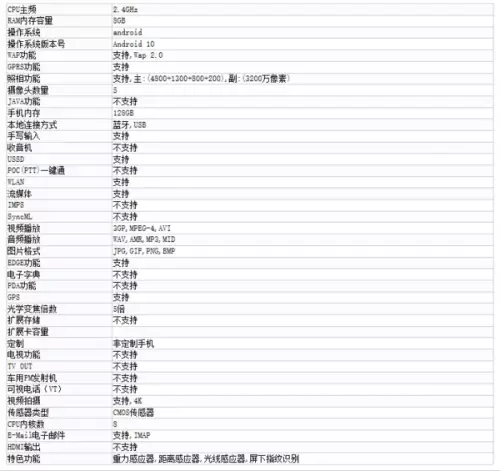 CPU主频 2.4GHz
RAM内存容量 8GB
操作系统 android
操作系统版本号 Android 10
WAP功能 支持,Wap 2.0
GPRS功能 支持
照相功能 支持,主:(4800+1300+800+200),副:(3200万像素)
摄像头数量 5
JAVA功能 不支持
手机内存 128GB
本地连接方式 蓝牙,USB
手写输入 支持
收音机 不支持
USSD 支持
POC(PTT)一键通 不支持
WLAN 支持
流媒体 支持
IMPS 不支持
SyncML 不支持
视频播放 3GP,MPEG-4,AVI
音频播放 WAV,AMR,MP3,MID
图片格式 JPG,GIF,PNG,BMP
EDGE功能 支持
电子字典 不支持
PDA功能 不支持
GPS 支持
光学变焦倍数 5倍
扩展存储 不支持
扩展卡容量
定制 非定制手机
电视功能 不支持
TV OUT 不支持
车用FM发射机 不支持
可视电话(VT) 不支持
视频拍摄 支持,4K
传感器类型 CMOS传感器
CPU内核数 8
E-Mail电子邮件 支持,IMAP
HDMI输出 不支持
特色功能 重力感应器,距离感应器,光线感应器,屏下指纹识别